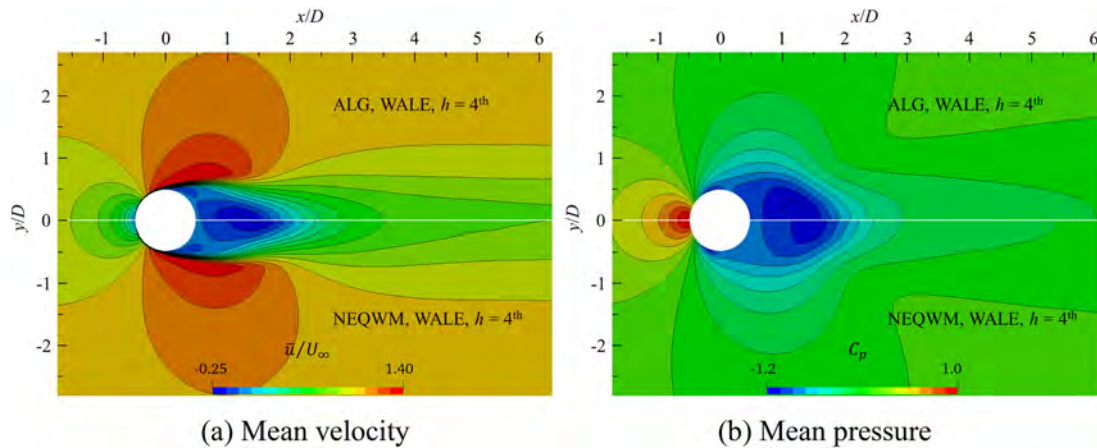 x/D
-1 0 1 2 3 4 5 6
y/D
2
1
0
-1
-2
ALG, WALE, h = 4th
NEQWM, WALE, h = 4th
ū/U∞
-0.25 1.40
(a) Mean velocity
x/D
-1 0 1 2 3 4 5 6
y/D
2
1
0
-1
-2
ALG, WALE, h = 4th
NEQWM, WALE, h = 4th
Cp
-1.2 1.0
(b) Mean pressure